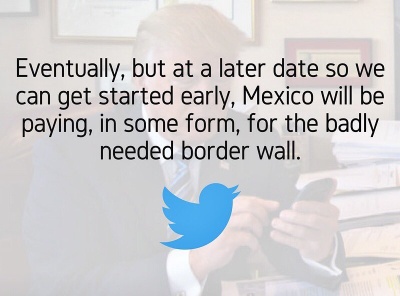 Eventually, but at a later date so we
can get started early, Mexico will be
paying, in some form, for the badly
needed border wall.